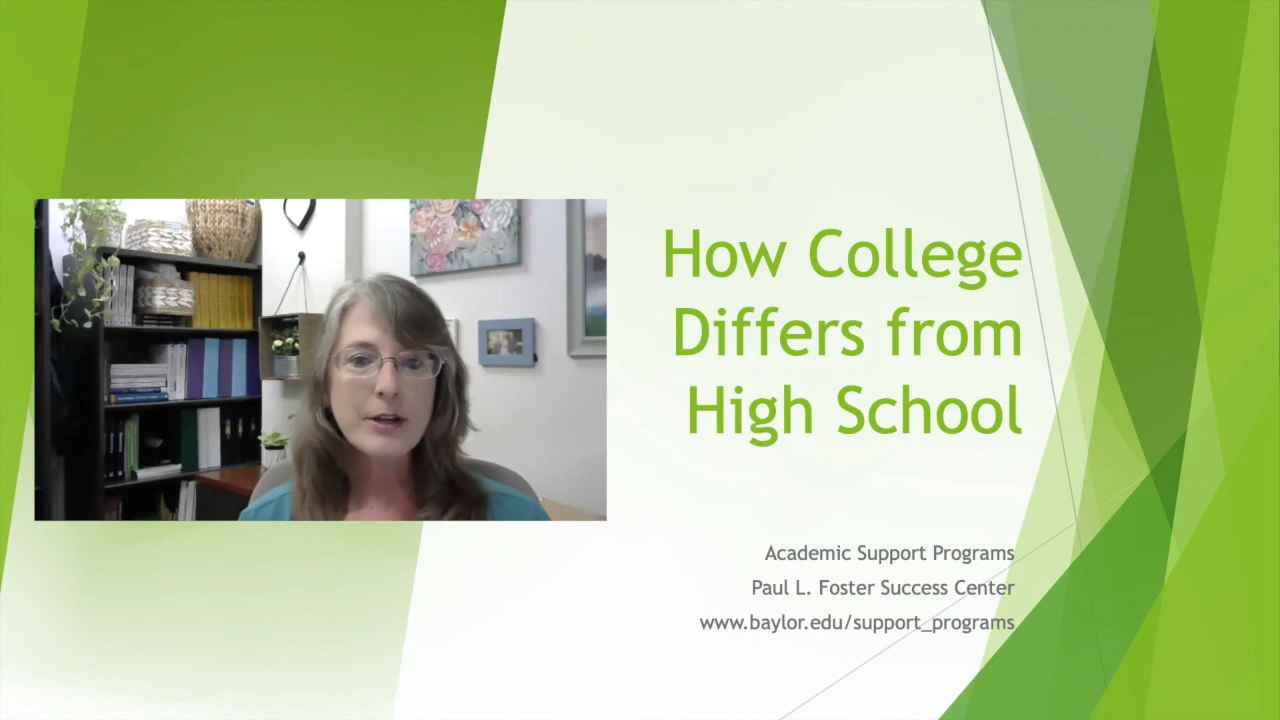 How College
Differs from
High School
Academic Support Programs
Paul L. Foster Success Center
www.baylor.edu/support_programs